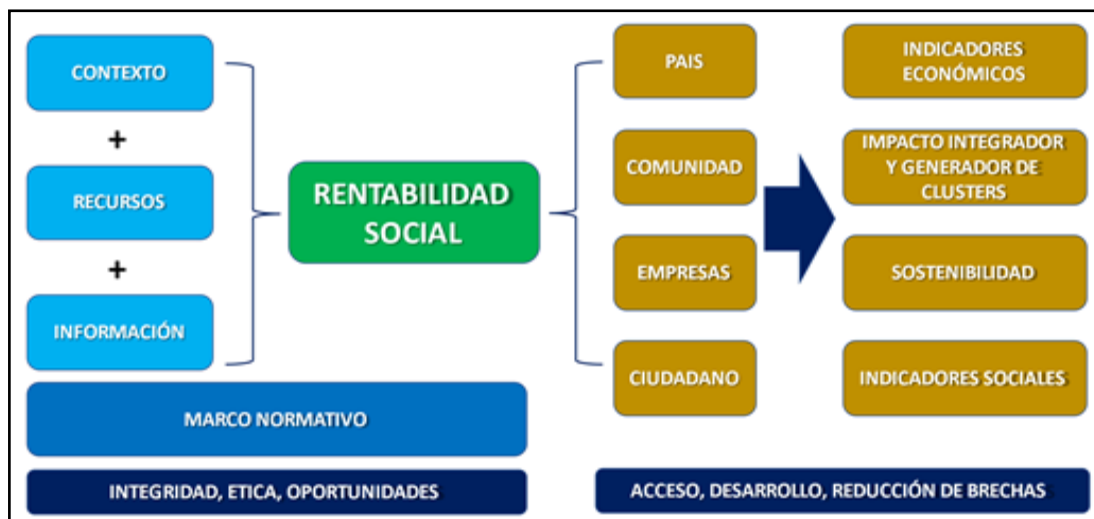 CONTEXTO
+
RECURSOS
+
INFORMACIÓN
MARCO NORMATIVO
INTEGRIDAD, ETICA, OPORTUNIDADES
RENTABILIDAD
SOCIAL
PAIS
COMUNIDAD
EMPRESAS
CIUDADANO
INDICADORES
ECONÓMICOS
IMPACTO INTEGRADOR
Y GENERADOR DE
CLUSTERS
SOSTENIBILIDAD
INDICADORES SOCIALES
ACCESO, DESARROLLO, REDUCCIÓN DE BRECHAS